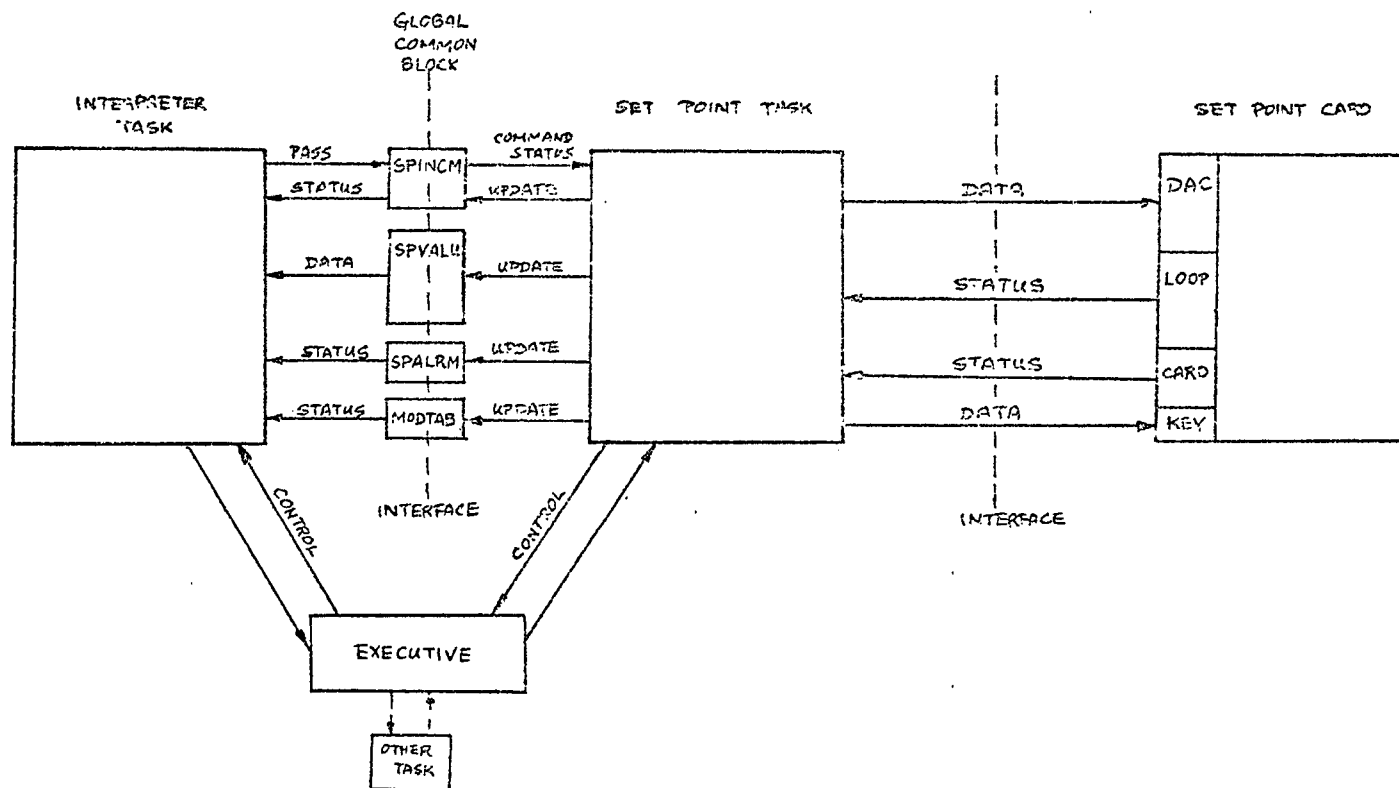 GLOBAL
COMMON
BLOCK
INTERPRETER
TASK
SET POINT TASK
SET POINT CARD
PASS
SPINCM
COMMAND
STATUS
STATUS
UPDATE
DATA
DAC
SPVALU
DATA
UPDATE
LOOP
STATUS
STATUS
SPALRM
UPDATE
STATUS
CARD
STATUS
MODTAB
UPDATE
DATA
KEY
CONTROL
INTERFACE
CONTROL
INTERFACE
EXECUTIVE
OTHER
TASK